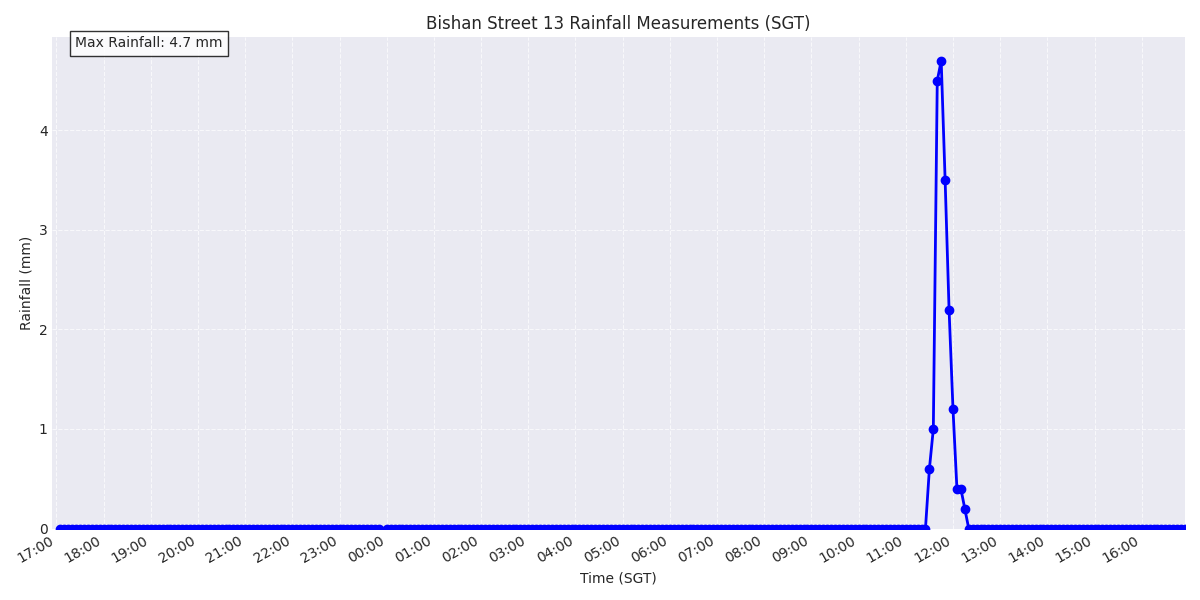 Bishan Street 13 Rainfall Measurements (SGT)
Max Rainfall: 4.7 mm
Rainfall (mm)
4
3
2
1
0
17:00 18:00 19:00 20:00 21:00 22:00 23:00 00:00 01:00 02:00 03:00 04:00 05:00 06:00 07:00 08:00 09:00 10:00 11:00 12:00 13:00 14:00 15:00 16:00
Time (SGT)